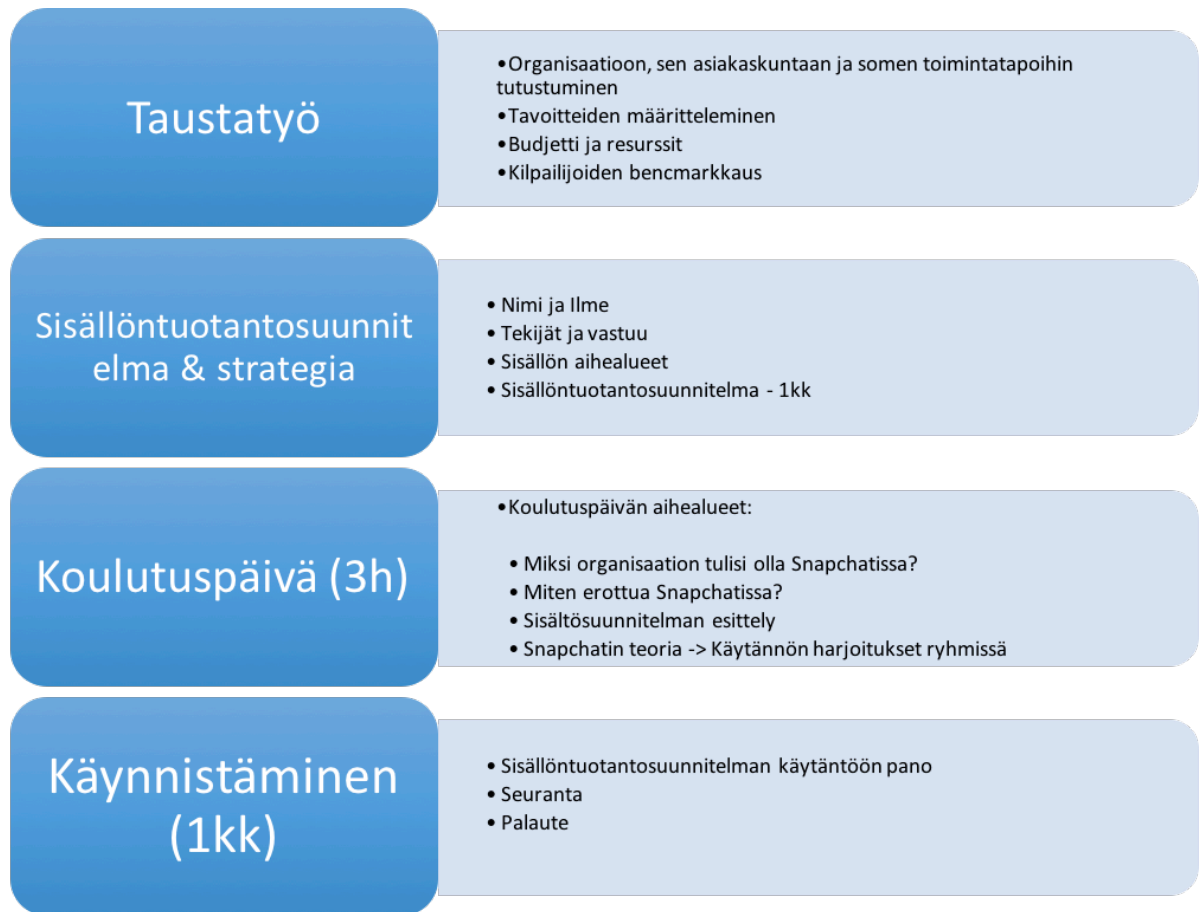 Taustatyö
•Organisaatioon, sen asiakaskuntaan ja somen toimintatapoihin
tutustuminen
•Tavoitteiden määritteleminen
•Budjetti ja resurssit
•Kilpailijoiden bencmarkkaus
Sisällöntuotantosuunnit
elma & strategia
• Nimi ja Ilme
• Tekijät ja vastuu
• Sisällön aihealueet
• Sisällöntuotantosuunnitelma - 1kk
Koulutuspäivä (3h)
•Koulutuspäivän aihealueet:
• Miksi organisaation tulisi olla Snapchatissa?
• Miten erottua Snapchatissa?
• Sisältösuunnitelman esittely
• Snapchatin teoria -> Käytännön harjoitukset ryhmissä
Käynnistäminen
(1kk)
• Sisällöntuotantosuunnitelman käytäntöön pano
• Seuranta
• Palaute